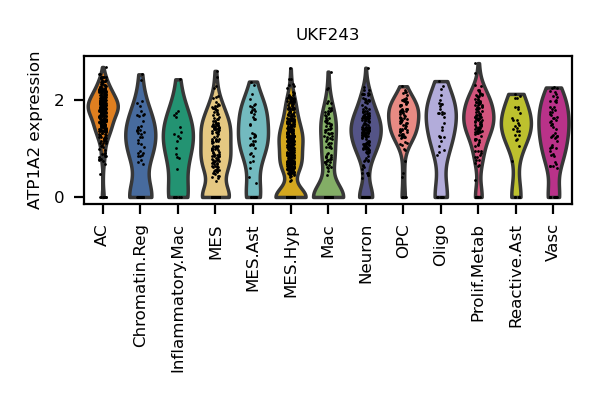 UKF243
ATP1A2 expression
2
0
AC
Chromatin.Reg
Inflammatory.Mac
MES
MES.Ast
MES.Hyp
Mac
Neuron
OPC
Oligo
Prolif.Metab
Reactive.Ast
Vasc